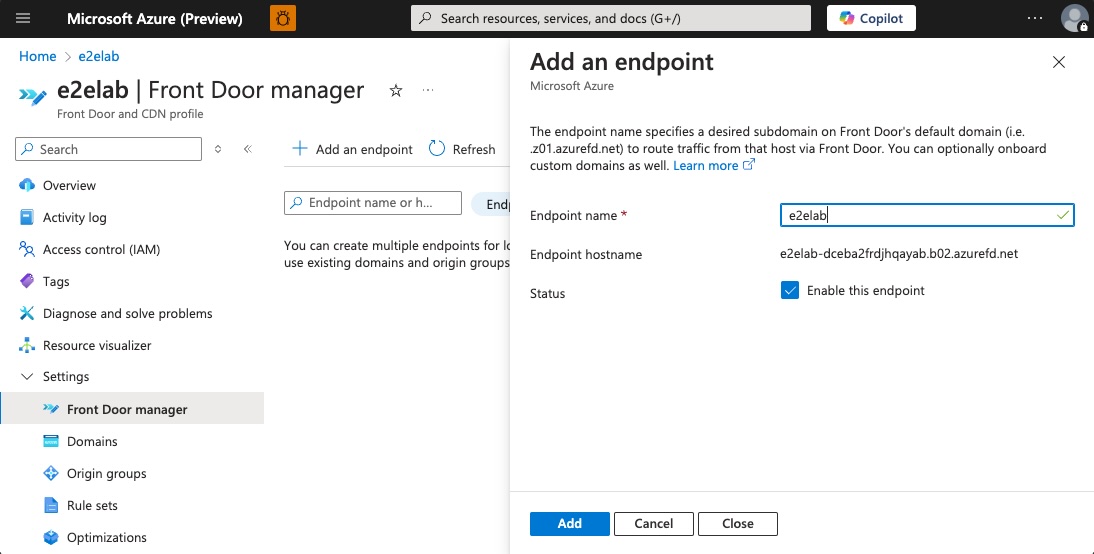 Microsoft Azure (Preview)
Search resources, services, and docs (G+/)
Copilot
...
Home > e2elab
e2elab | Front Door manager
...
Front Door and CDN profile
Search
Add an endpoint
Refresh
Endpoint name or h...
You can create multiple endpoints for
use existing domains and origin groups
Overview
Activity log
Access control (IAM)
Tags
Diagnose and solve problems
Resource visualizer
Settings
Front Door manager
Domains
Origin groups
Rule sets
Optimizations
Add an endpoint
Microsoft Azure
The endpoint name specifies a desired subdomain on Front Door's default domain (i.e.
.z01.azurefd.net) to route traffic from that host via Front Door. You can optionally onboard
custom domains as well. Learn more
Endpoint name *
e2elab
Endpoint hostname
e2elab-dceba2frdjhqayab.b02.azurefd.net
Status
Enable this endpoint
Add
Cancel
Close